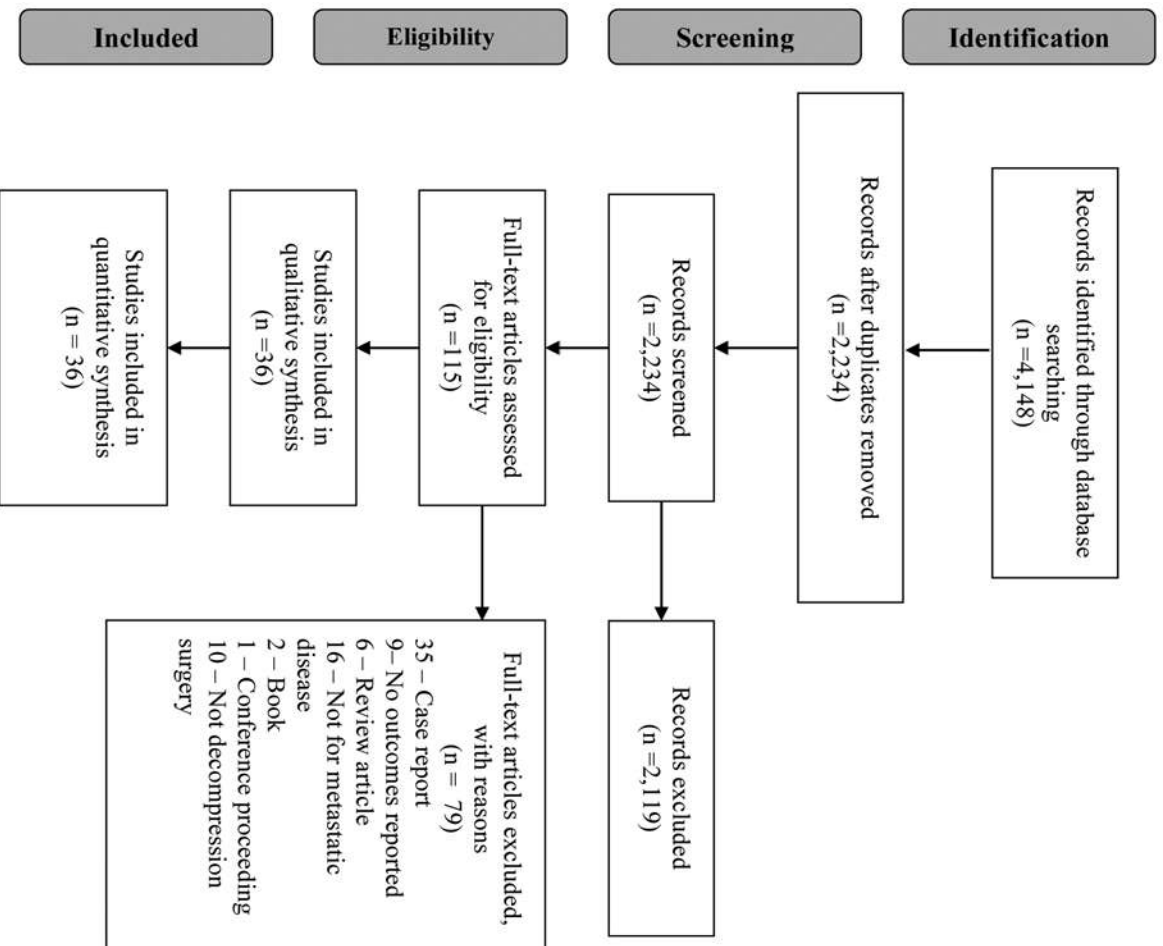 Identification
Screening
Eligibility
Included
Records identified through database
searching
(n =4,148)
Records after duplicates removed
(n =2,234)
Records screened
(n =2,234)
Records excluded
(n =2,119)
Full-text articles assessed
for eligibility
(n =115)
Full-text articles excluded,
with reasons
(n = 79)
35 – Case report
9– No outcomes reported
6 – Review article
16 – Not for metastatic
disease
2 – Book
1 – Conference proceeding
10 – Not decompression
surgery
Studies included in
qualitative synthesis
(n =36)
Studies included in
quantitative synthesis
(n = 36)